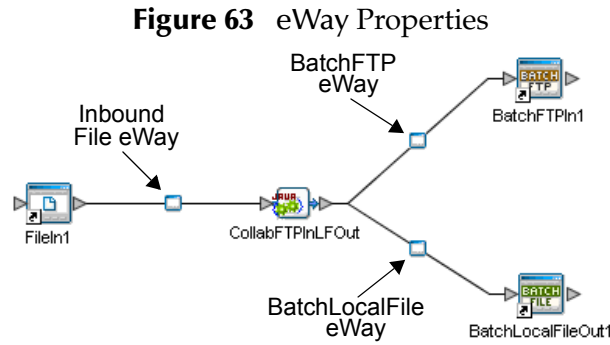 Figure 63 eWay Properties
BatchFTP
eWay
BATCH
FTP
BatchFTPIn1
Inbound
File eWay
FileIn1
JAVA
CollabFTPInLFOut
BatchLocalFile
eWay
BATCH
FILE
BatchLocalFileOut1